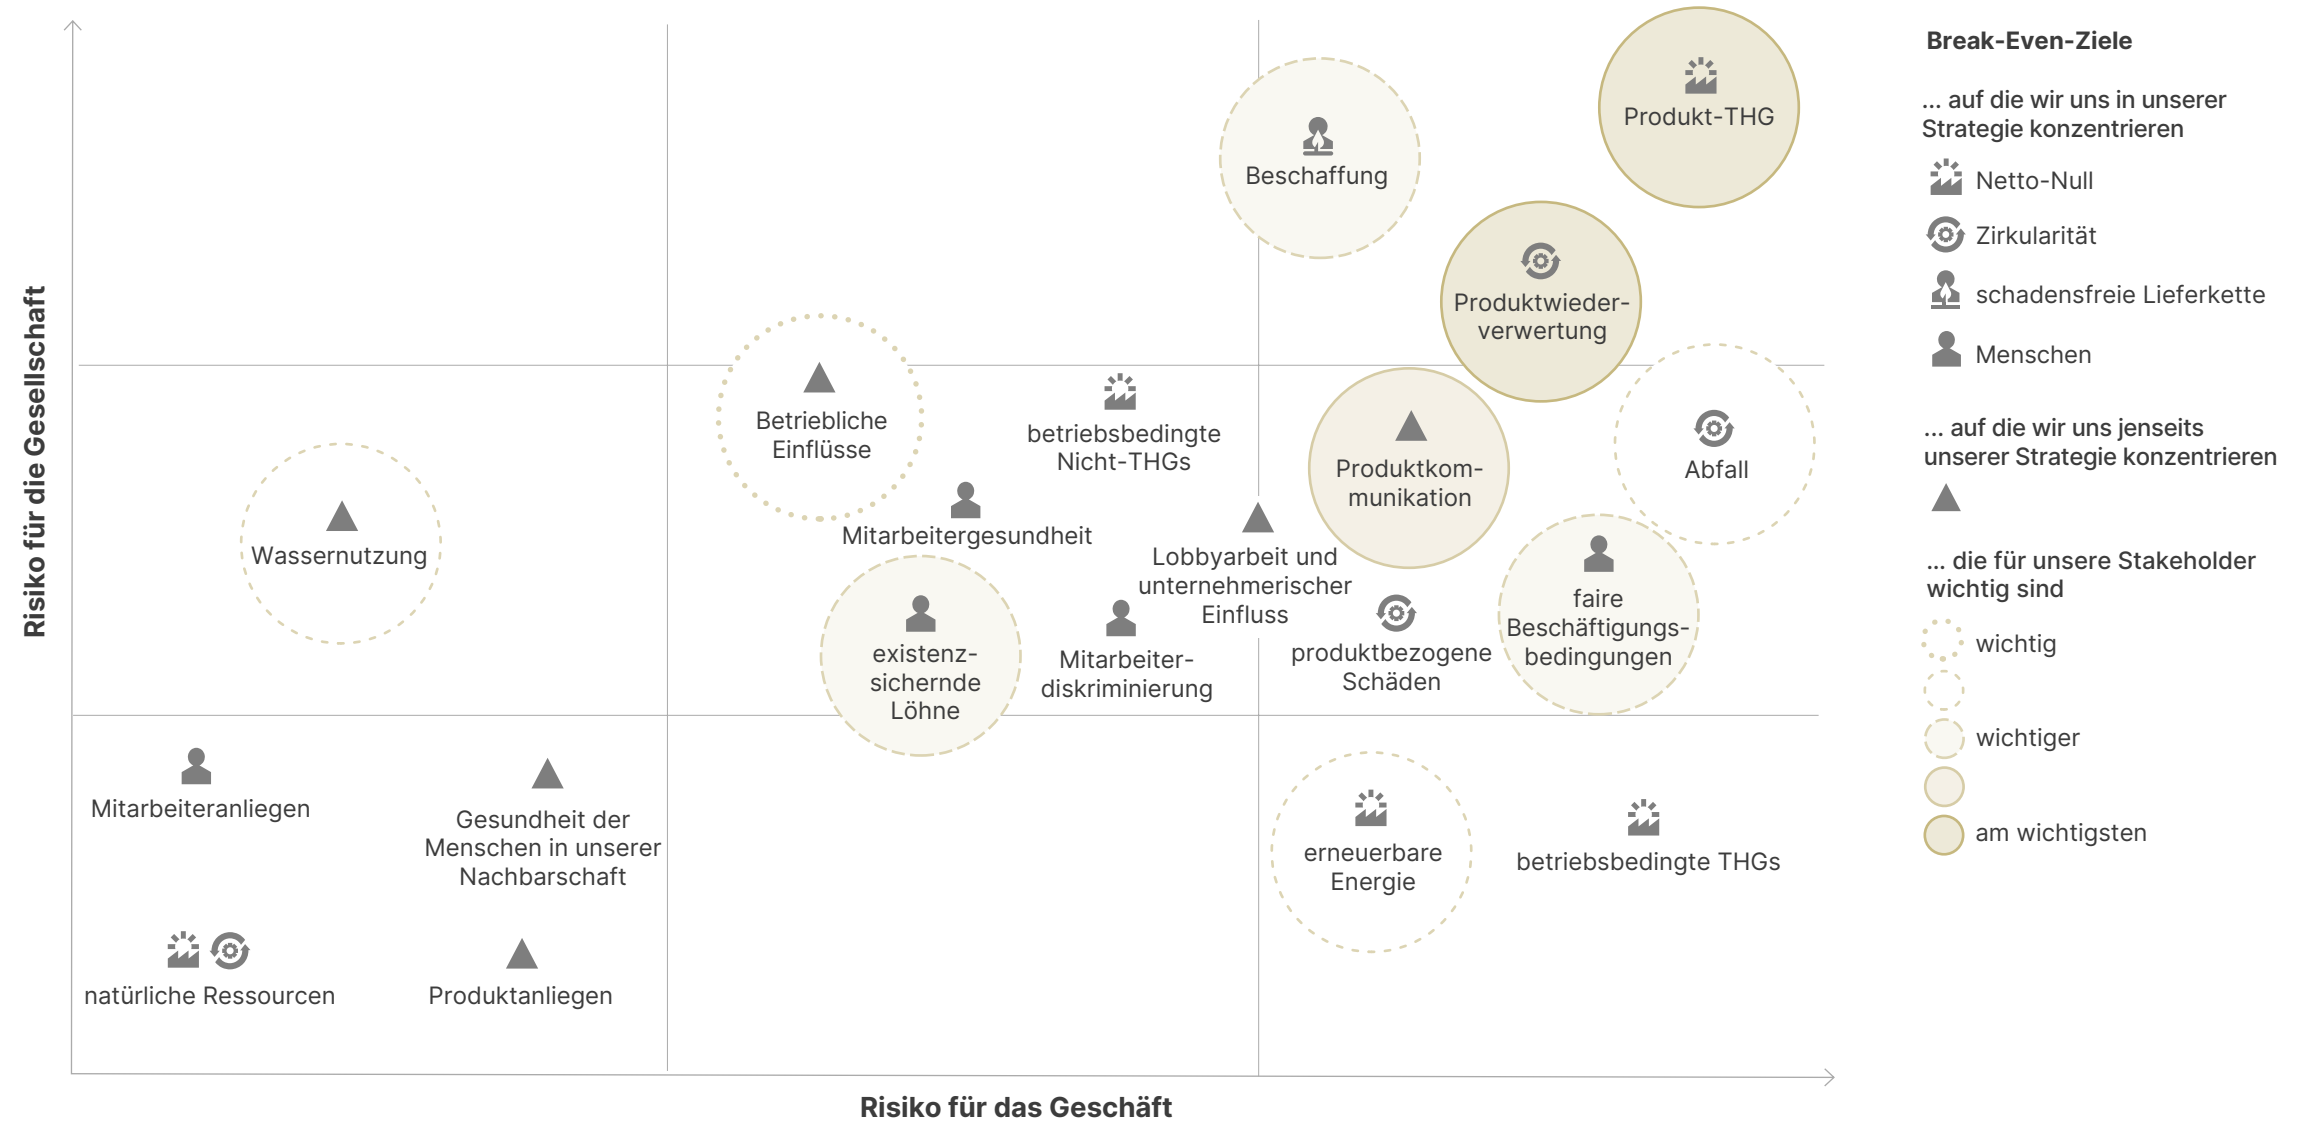 Risiko für die Gesellschaft
Produkt-THG
Beschaffung
Produktwieder-
verwertung
Betriebliche
Einflüsse
betriebsbedingte
Nicht-THGs
Produktkom-
munikation
Abfall
Mitarbeitergesundheit
Wassernutzung
Lobbyarbeit und
unternehmerischer
Einfluss
existenz-
sichernde
Löhne
Mitarbeiter-
diskriminierung
produktbezogene
Schäden
faire
Beschäftigungs-
bedingungen
Mitarbeiteranliegen
Gesundheit der
Menschen in unserer
Nachbarschaft
erneuerbare
Energie
betriebsbedingte THGs
natürliche Ressourcen
Produktanliegen
Risiko für das Geschäft
Break-Even-Ziele
... auf die wir uns in unserer
Strategie konzentrieren
Netto-Null
Zirkularität
schadensfreie Lieferkette
Menschen
... auf die wir uns jenseits
unserer Strategie konzentrieren
... die für unsere Stakeholder
wichtig sind
wichtig
wichtiger
am wichtigsten